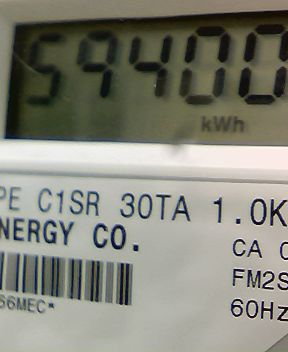 59400
kWh
PE C1SR 30TA 1.0K
NERGY CO.
CA 0
FM2S
56MEC*
60Hz